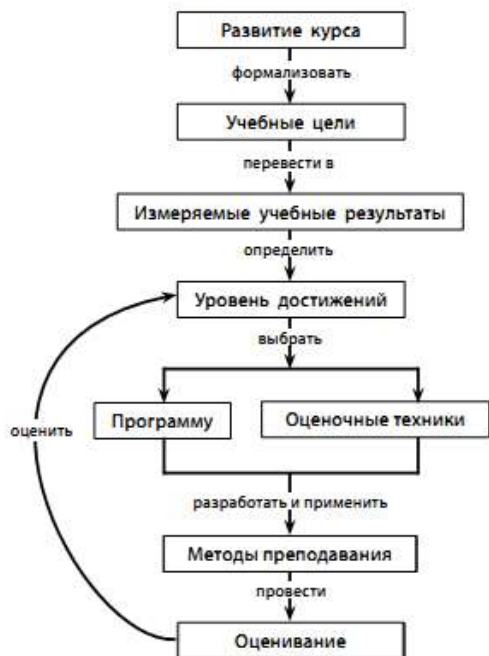 Развитие курса
формализовать
Учебные цели
перевести в
Измеряемые учебные результаты
определить
Уровень достижений
выбрать
Программу
Оценочные техники
оценить
разработать и применить
Методы преподавания
провести
Оценивание